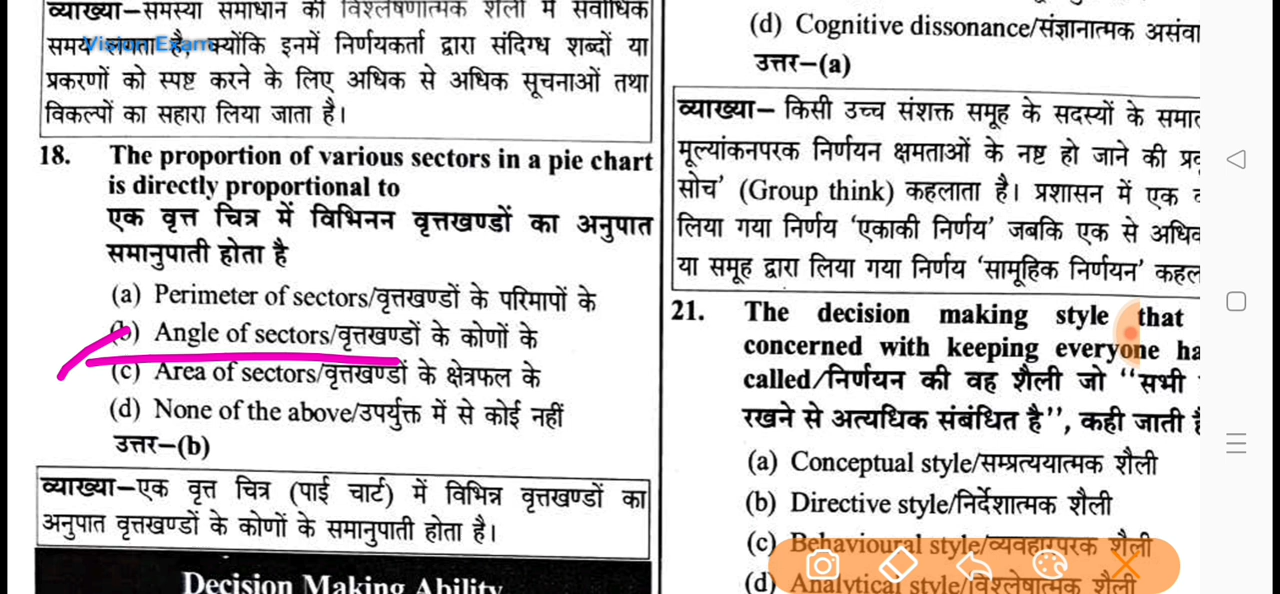 व्याख्या–समस्या समाधान की विश्लेषणात्मक शैली में सर्वाधिक
समय लगता है, क्योंकि इनमें निर्णयकर्ता द्वारा संदिग्ध शब्दों या
Vision Exam
प्रकरणों को स्पष्ट करने के लिए अधिक से अधिक सूचनाओं तथा
विकल्पों का सहारा लिया जाता है।
18. The proportion of various sectors in a pie chart
is directly proportional to
एक वृत्त चित्र में विभिनन वृत्तखण्डों का अनुपात
समानुपाती होता है
(a) Perimeter of sectors/वृत्तखण्डों के परिमापों के
(b) Angle of sectors/वृत्तखण्डों के कोणों के
(c) Area of sectors/वृत्तखण्डों के क्षेत्रफल के
(d) None of the above/उपर्युक्त में से कोई नहीं
उत्तर–(b)
व्याख्या–एक वृत्त चित्र (पाई चार्ट) में विभिन्न वृत्तखण्डों का
अनुपात वृत्तखण्डों के कोणों के समानुपाती होता है।
Decision Making Ability
(d) Cognitive dissonance/संज्ञानात्मक असंवा
उत्तर–(a)
व्याख्या– किसी उच्च संशक्त समूह के सदस्यों के समा
मूल्यांकनपरक निर्णयन क्षमताओं के नष्ट हो जाने की प्र
सोच' (Group think) कहलाता है। प्रशासन में एक
लिया गया निर्णय 'एकाकी निर्णय' जबकि एक से अधि
या समूह द्वारा लिया गया निर्णय 'सामूहिक निर्णयन' कहल
21. The decision making style that
concerned with keeping everyone ha
called/निर्णयन की वह शैली जो "सभी
रखने से अत्यधिक संबंधित है", कही जाती है
(a) Conceptual style/सम्प्रत्ययात्मक शैली
(b) Directive style/निर्देशात्मक शैली
(c) Behavioural style/व्यवहारपरक शैली
(d) Analytical style/विश्लेषात्मक शैली